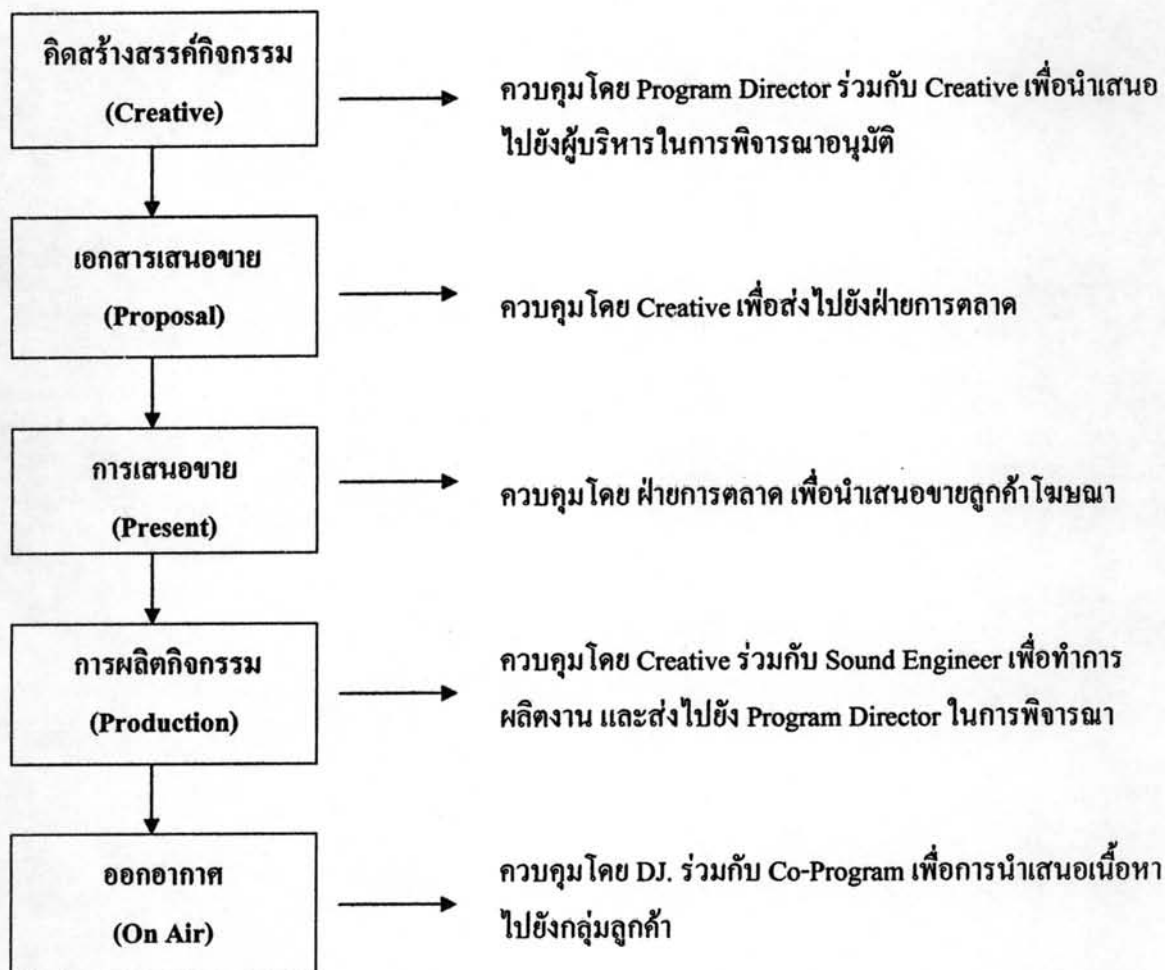 คิดสร้างสรรค์กิจกรรม
(Creative)
ควบคุมโดย Program Director ร่วมกับ Creative เพื่อนำเสนอ
ไปยังผู้บริหารในการพิจารณาอนุมัติ
เอกสารเสนอขาย
(Proposal)
ควบคุมโดย Creative เพื่อส่งไปยังฝ่ายการตลาด
การเสนอขาย
(Present)
ควบคุมโดย ฝ่ายการตลาด เพื่อนำเสนอขายลูกค้าโฆษณา
การผลิตกิจกรรม
(Production)
ควบคุมโดย Creative ร่วมกับ Sound Engineer เพื่อทำการ
ผลิตงาน และส่งไปยัง Program Director ในการพิจารณา
ออกอากาศ
(On Air)
ควบคุมโดย DJ. ร่วมกับ Co-Program เพื่อการนำเสนอเนื้อหา
ไปยังกลุ่มลูกค้า